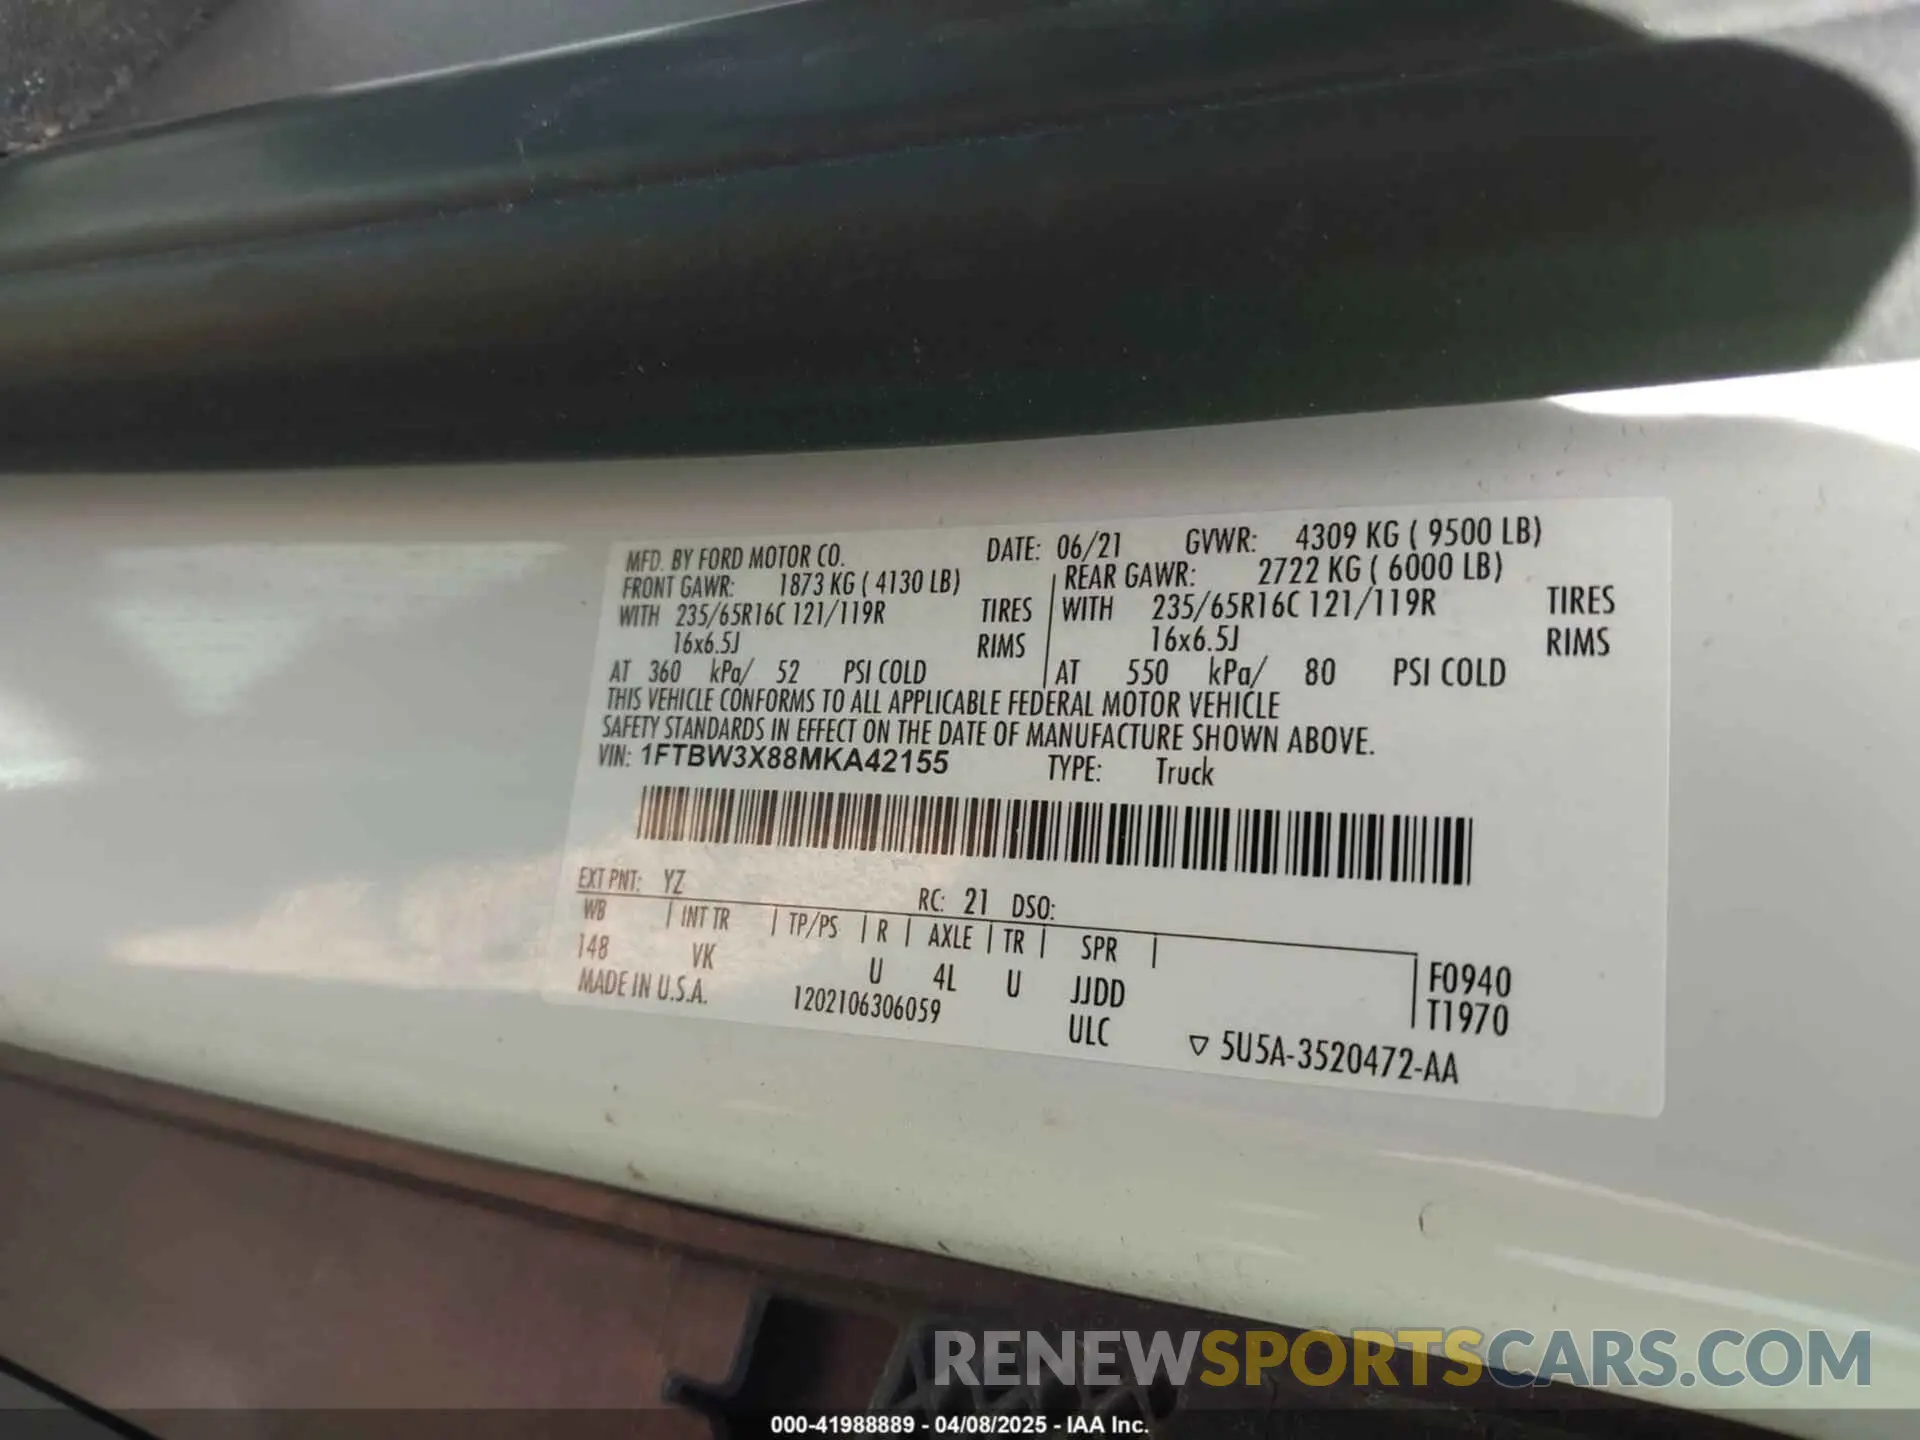 MFD. BY FORD MOTOR CO. DATE: 06/21 GVWR: 4309 KG ( 9500 LB)
FRONT GAWR: 1873 KG ( 4130 LB) REAR GAWR: 2722 KG ( 6000 LB)
WITH 235/65R16C 121/119R TIRES WITH 235/65R16C 121/119R TIRES
16x6.5J RIMS 16x6.5J RIMS
AT 360 kPa/ 52 PSI COLD AT 550 kPa/ 80 PSI COLD
THIS VEHICLE CONFORMS TO ALL APPLICABLE FEDERAL MOTOR VEHICLE
SAFETY STANDARDS IN EFFECT ON THE DATE OF MANUFACTURE SHOWN ABOVE.
VIN: 1FTBW3X88MKA42155 TYPE: Truck
EXT PNT: YZ RC: 21 DSO:
WB INT TR TP/PS R AXLE TR SPR
148 VK U 4L U JJDD F0940
MADE IN U.S.A. 1202106306059 ULC T1970
▽ 5U5A-3520472-AA
RENEWSPORTSCARS.COM
000-41988889 - 04/08/2025 - IAA Inc.